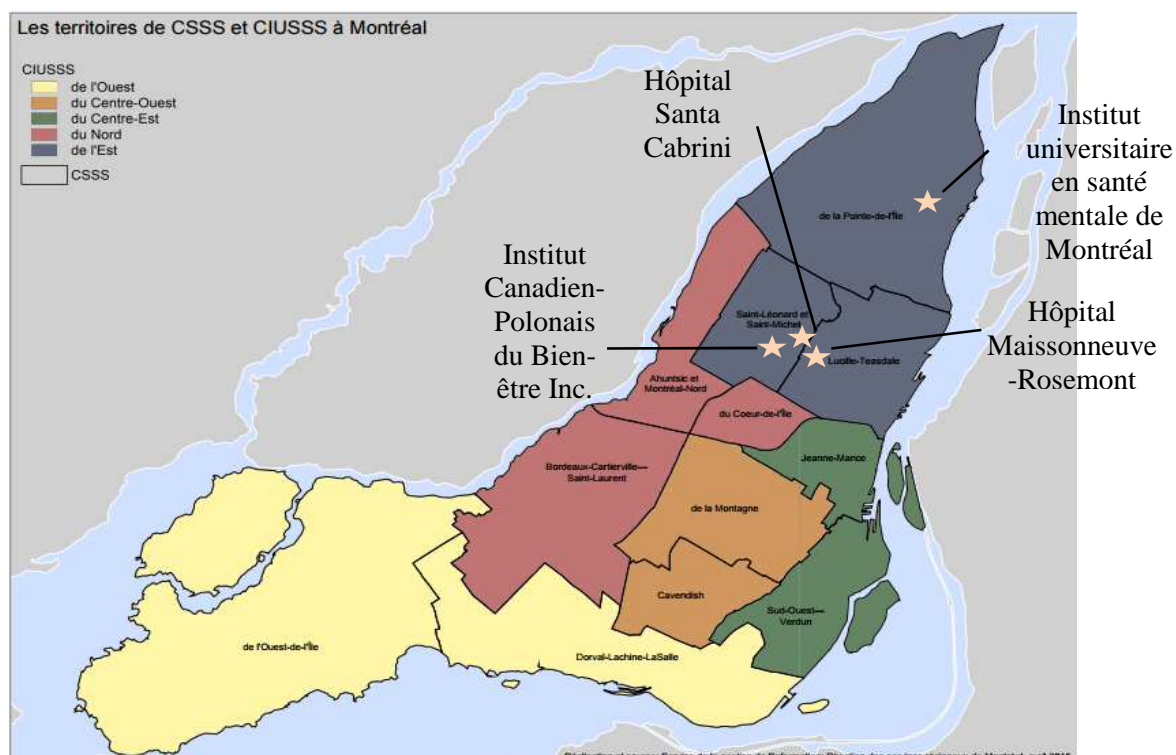 Les territoires de CSSS et CIUSSS à Montréal
CIUSSS
de l'Ouest
du Centre-Ouest
du Centre-Est
du Nord
de l'Est
CSSS
Hôpital
Santa
Cabrini
Institut
universitaire
en santé
mentale de
Montréal
de la Pointe-de-l'Île
Institut
Canadien-
Polonais
du Bien-
être Inc.
Saint-Léonard et
Saint-Michel
Lucille-Teasdale
Hôpital
Maissonneuve
-Rosemont
Ahuntsic et
Montréal-Nord
du Coeur-de-l'Île
Jeanne-Mance
Bordeaux-Cartierville—
Saint-Laurent
de la Montagne
Cavendish
Sud-Ouest—
Verdun
de l'Ouest-de-l'Île
Dorval-Lachine-LaSalle